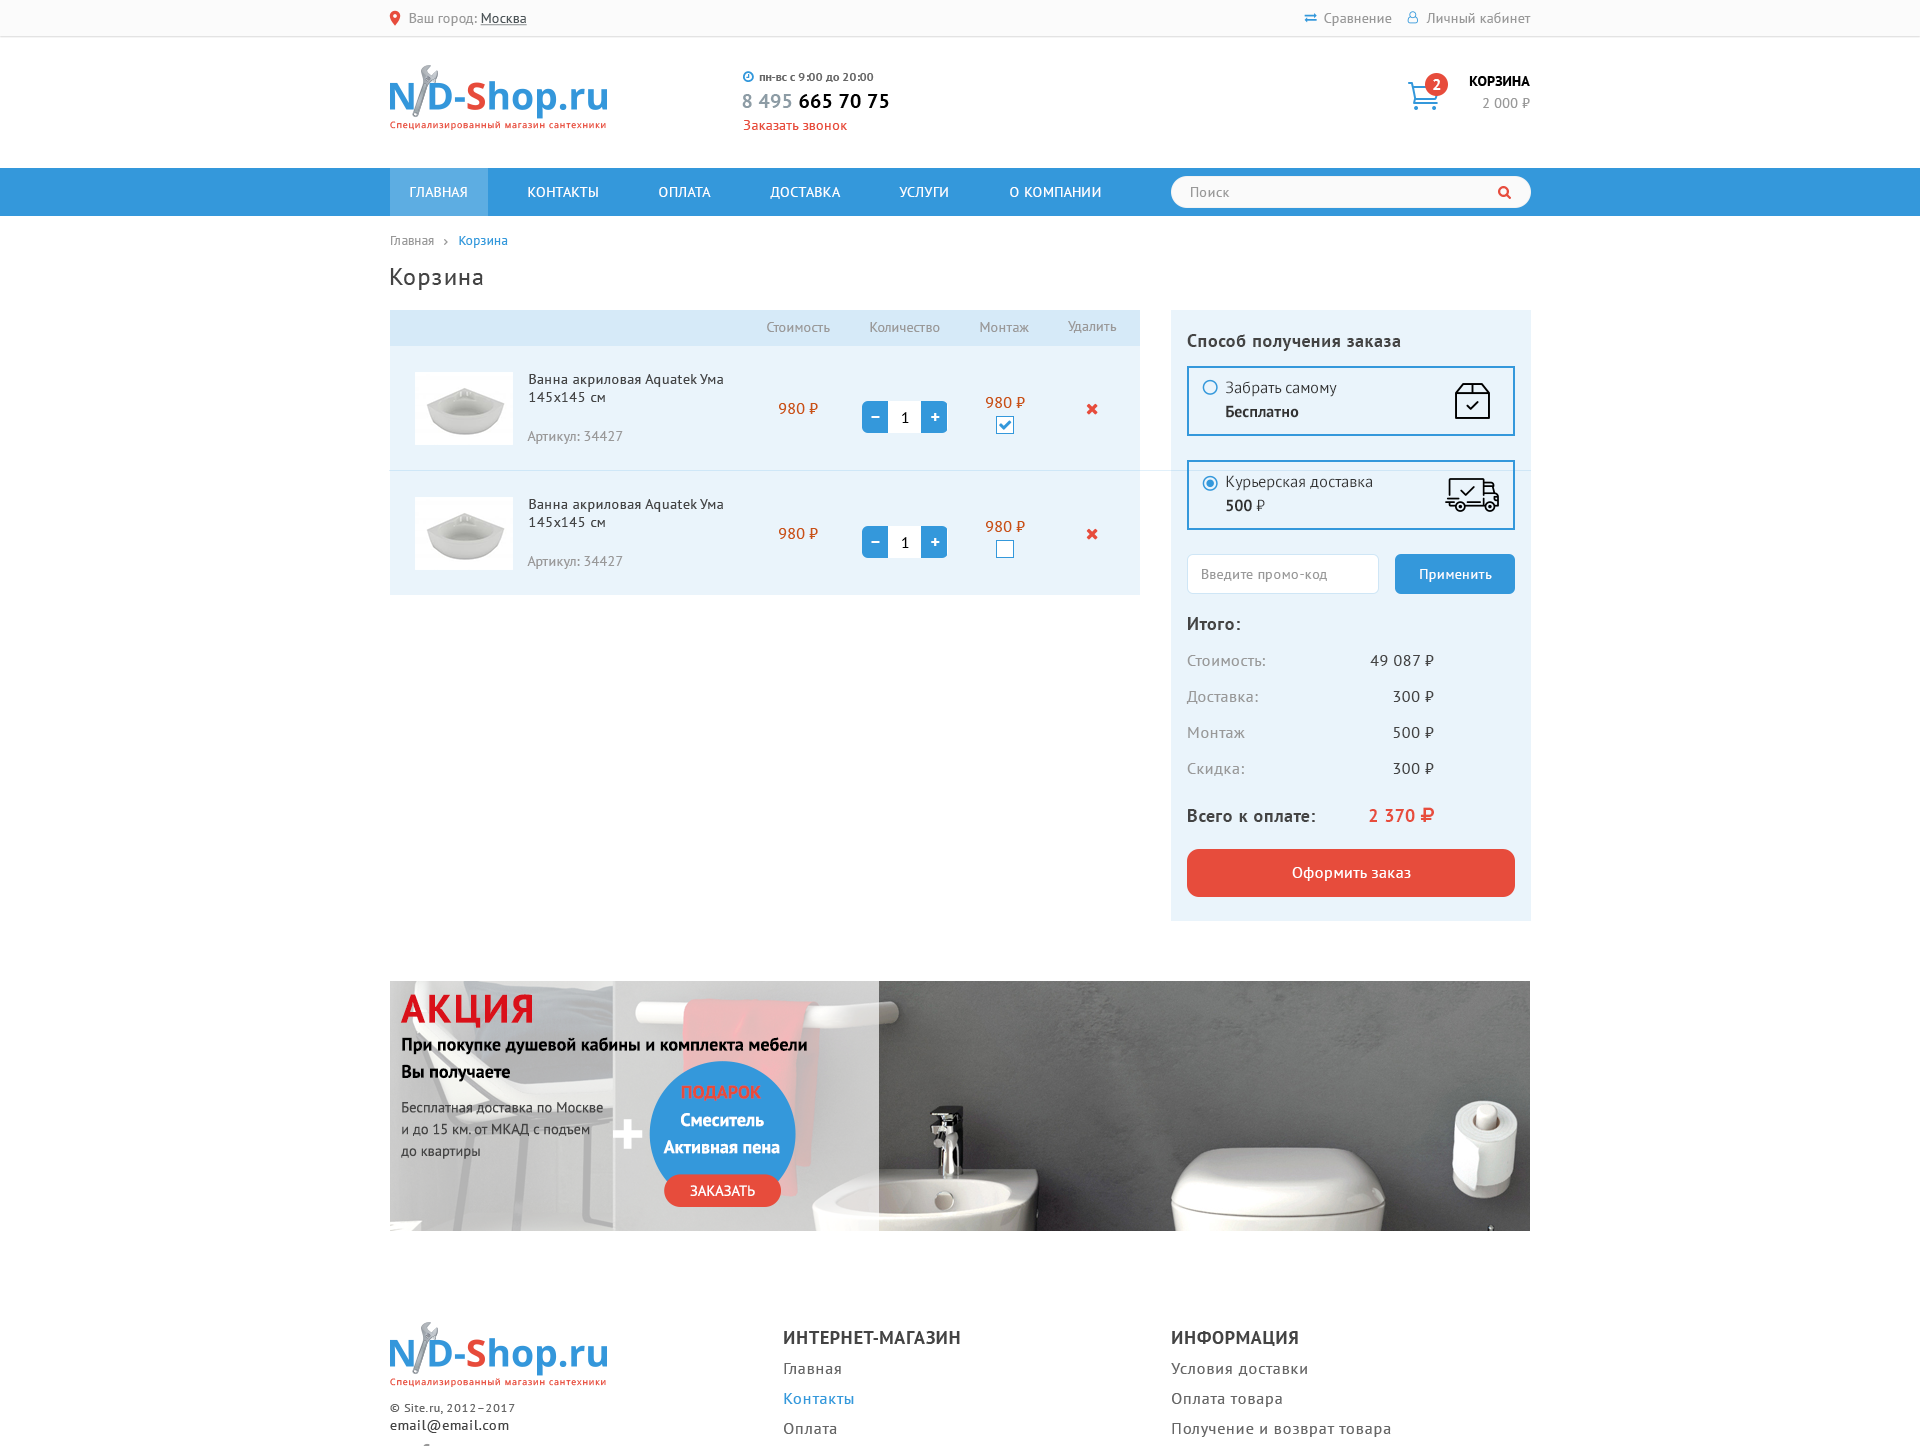 Ваш город: Москва
Сравнение
Личный кабинет
N/D-Shop.ru
Специализированный магазин сантехники
пн-вс с 9:00 до 20:00
8 495 665 70 75
Заказать звонок
2
КОРЗИНА
2 000 ₽
ГЛАВНАЯ
КОНТАКТЫ
ОПЛАТА
ДОСТАВКА
УСЛУГИ
О КОМПАНИИ
Поиск
Главная › Корзина
Корзина
Стоимость
Количество
Монтаж
Удалить
Ванна акриловая Aquatek Ума
145x145 см
Артикул: 34427
980 ₽
− 1 +
980 ₽
Ванна акриловая Aquatek Ума
145x145 см
Артикул: 34427
980 ₽
− 1 +
980 ₽
Способ получения заказа
Забрать самому
Бесплатно
Курьерская доставка
500 ₽
Введите промо-код
Применить
Итого:
Стоимость: 49 087 ₽
Доставка: 300 ₽
Монтаж 500 ₽
Скидка: 300 ₽
Всего к оплате: 2 370 ₽
Оформить заказ
АКЦИЯ
При покупке душевой кабины и комплекта мебели
Вы получаете
Бесплатная доставка по Москве
и до 15 км. от МКАД с подъем
до квартиры
ПОДАРОК
Смеситель
Активная пена
ЗАКАЗАТЬ
N/D-Shop.ru
Специализированный магазин сантехники
© Site.ru, 2012–2017
email@email.com
ИНТЕРНЕТ-МАГАЗИН
Главная
Контакты
Оплата
ИНФОРМАЦИЯ
Условия доставки
Оплата товара
Получение и возврат товара